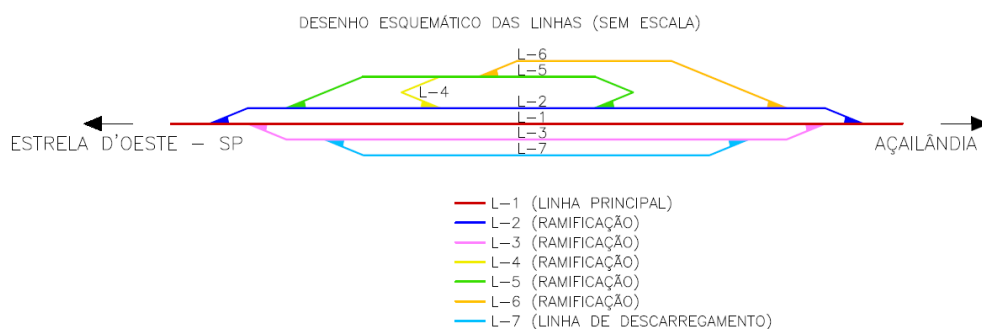 DESENHO ESQUEMÁTICO DAS LINHAS (SEM ESCALA)
L-6
L-5
L-4
L-2
L-1
L-3
L-7
ESTRELA D'OESTE - SP
AÇAILÂNDIA
L-1 (LINHA PRINCIPAL)
L-2 (RAMIFICAÇÃO)
L-3 (RAMIFICAÇÃO)
L-4 (RAMIFICAÇÃO)
L-5 (RAMIFICAÇÃO)
L-6 (RAMIFICAÇÃO)
L-7 (LINHA DE DESCARREGAMENTO)